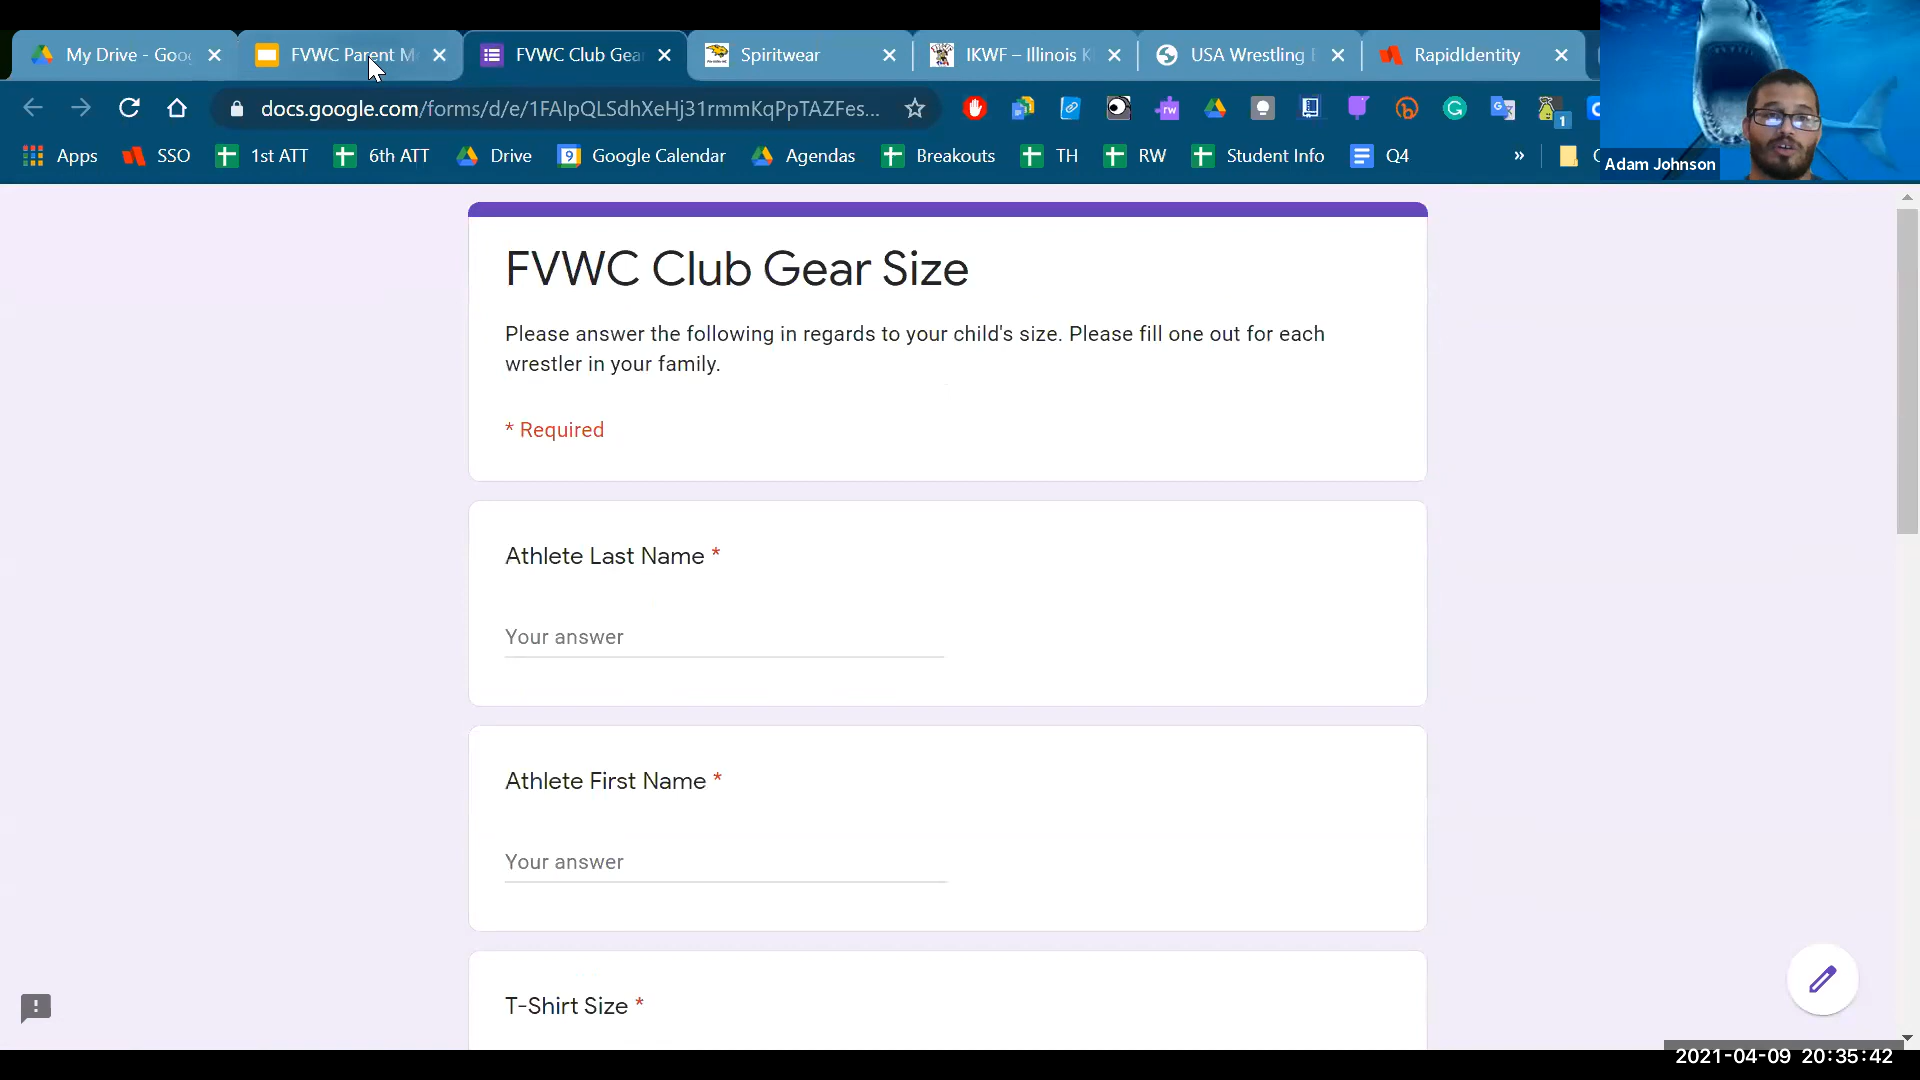 My Drive - Goo
FVWC Parent M
FVWC Club Gea
Spiritwear
IKWF – Illinois K
USA Wrestling
RapidIdentity
docs.google.com/forms/d/e/1FAIpQLSdhXeHj31rmmKqPpTAZFes...
1
Apps
SSO
1st ATT
6th ATT
Drive
9
Google Calendar
Agendas
Breakouts
TH
RW
Student Info
Q4
»
Adam Johnson
FVWC Club Gear Size
Please answer the following in regards to your child's size. Please fill one out for each
wrestler in your family.
* Required
Athlete Last Name *
Your answer
Athlete First Name *
Your answer
T-Shirt Size *
2021-04-09 20:35:42